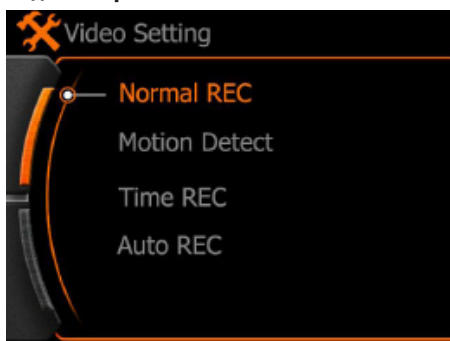 Video Setting
Normal REC
Motion Detect
Time REC
Auto REC